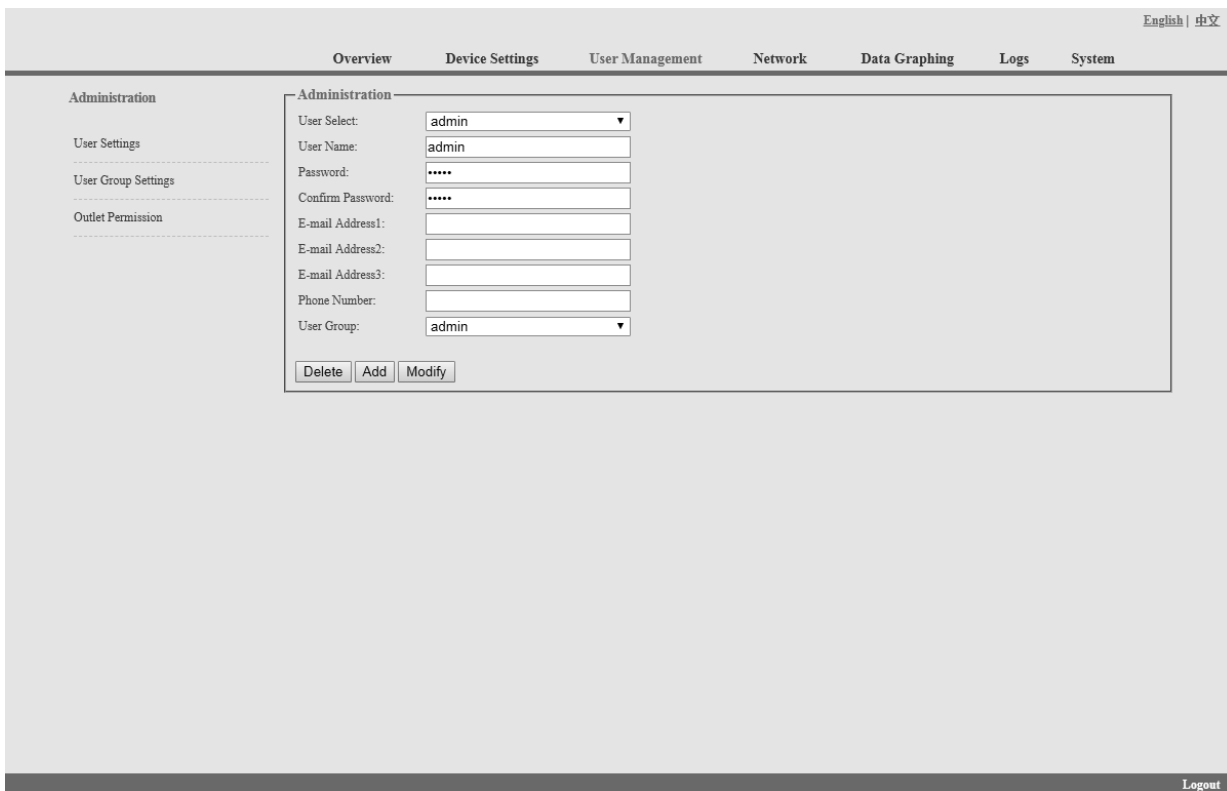 English | 中文
Overview Device Settings User Management Network Data Graphing Logs System
Administration
User Settings
User Group Settings
Outlet Permission
Administration
User Select: admin
User Name: admin
Password: •••••
Confirm Password: •••••
E-mail Address1:
E-mail Address2:
E-mail Address3:
Phone Number:
User Group: admin
Delete Add Modify
Logout